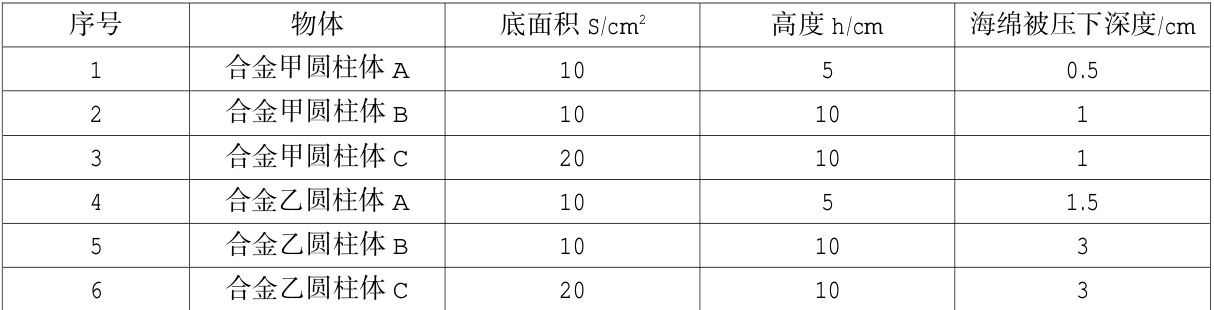 序号 物体 底面积 S/cm² 高度 h/cm 海绵被压下深度/cm
1 合金甲圆柱体 A 10 5 0.5
2 合金甲圆柱体 B 10 10 1
3 合金甲圆柱体 C 20 10 1
4 合金乙圆柱体 A 10 5 1.5
5 合金乙圆柱体 B 10 10 3
6 合金乙圆柱体 C 20 10 3